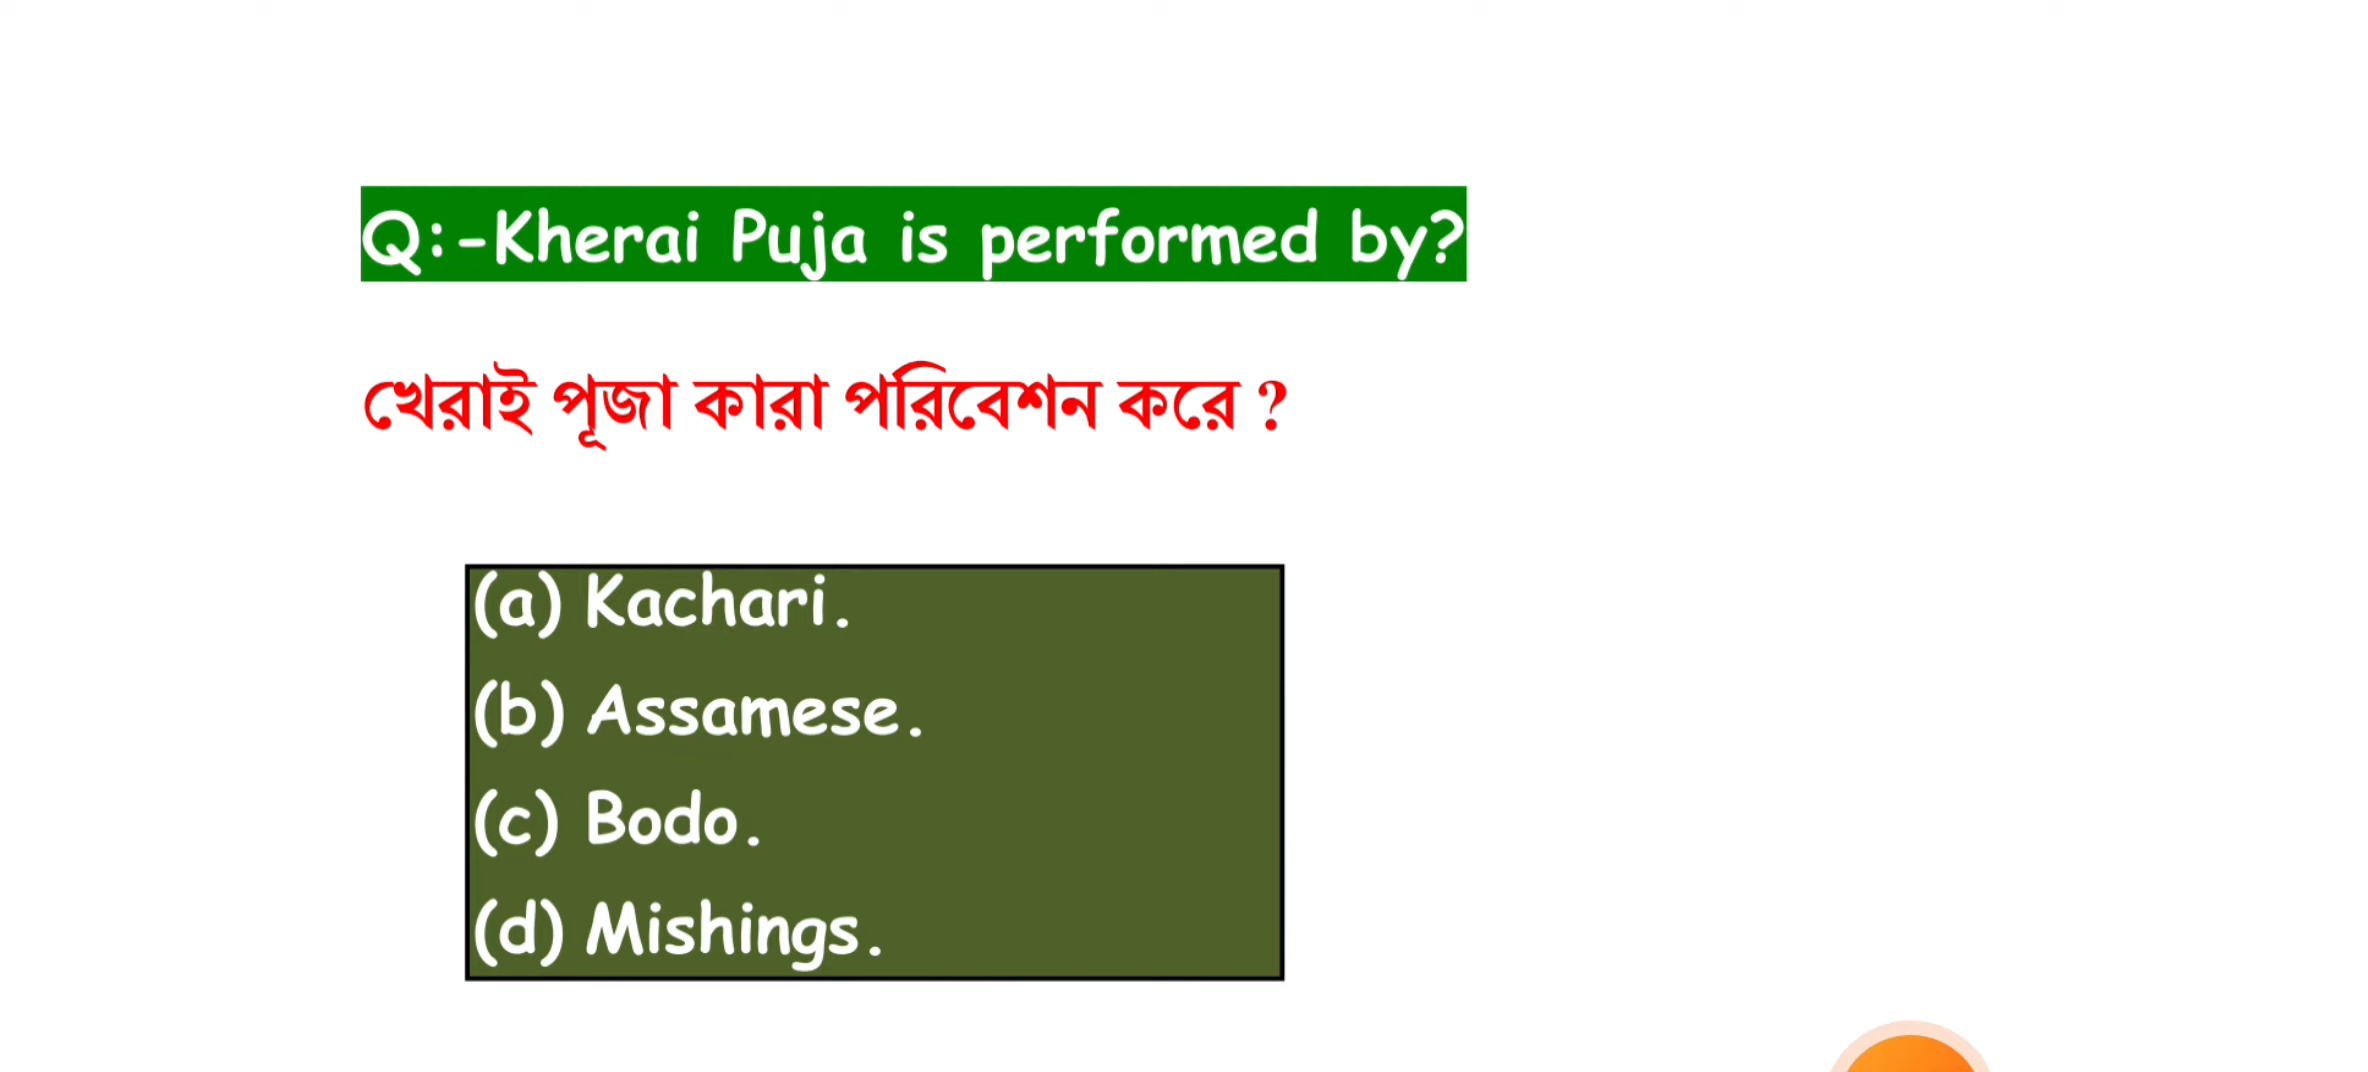 Q:-Kherai Puja is performed by?
খেরাই পূজা কারা পরিবেশন করে ?
(a) Kachari.
(b) Assamese.
(c) Bodo.
(d) Mishings.